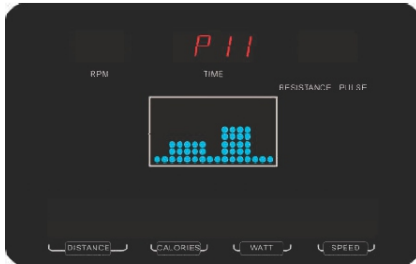 P11
RPM TIME
RESISTANCE PULSE
DISTANCE CALORIES WATT SPEED